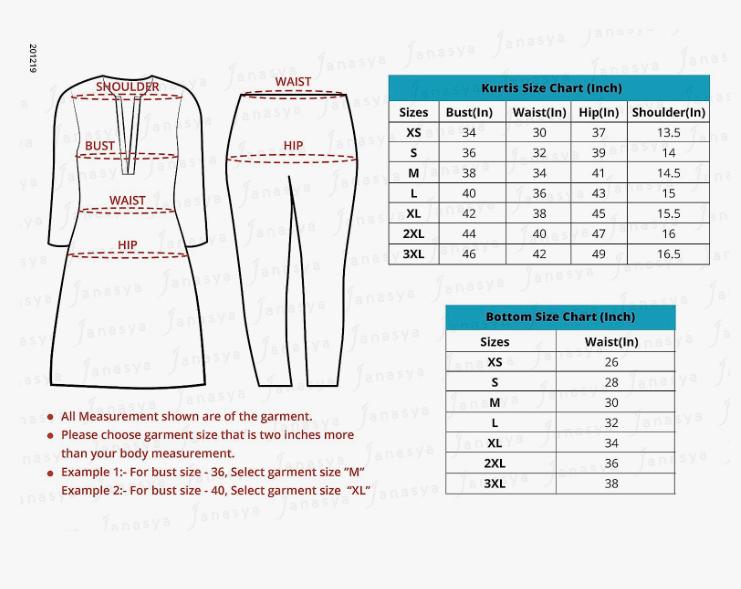 201219
SHOULDER
BUST
WAIST
HIP
WAIST
HIP
Kurtis Size Chart (Inch)
Sizes Bust(In) Waist(In) Hip(In) Shoulder(In)
XS 34 30 37 13.5
S 36 32 39 14
M 38 34 41 14.5
L 40 36 43 15
XL 42 38 45 15.5
2XL 44 40 47 16
3XL 46 42 49 16.5
Bottom Size Chart (Inch)
Sizes Waist(In)
XS 26
S 28
M 30
L 32
XL 34
2XL 36
3XL 38
All Measurement shown are of the garment.
Please choose garment size that is two inches more
than your body measurement.
Example 1:- For bust size - 36, Select garment size ”M”
Example 2:- For bust size - 40, Select garment size “XL”
Janasya